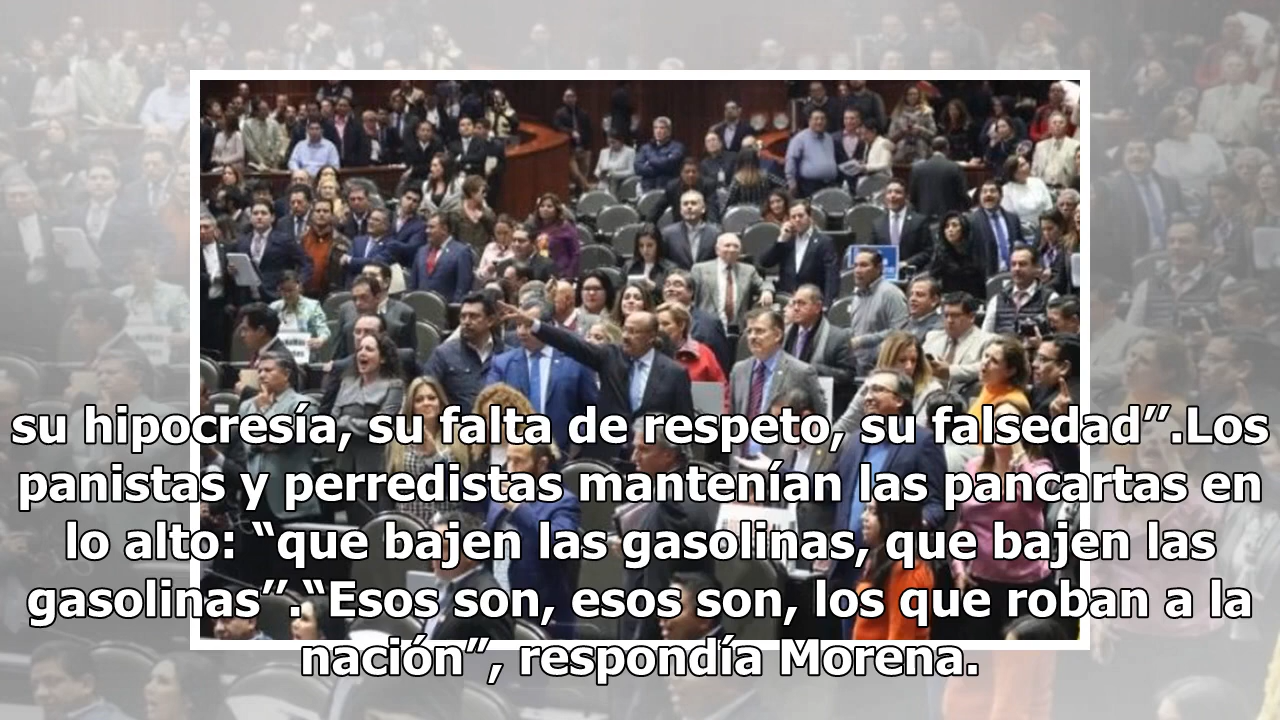 su hipocresía, su falta de respeto, su falsedad”.Los
panistas y perredistas mantenían las pancartas en
lo alto: “que bajen las gasolinas, que bajen las
gasolinas”.“Esos son, esos son, los que roban a la
nación”, respondía Morena.